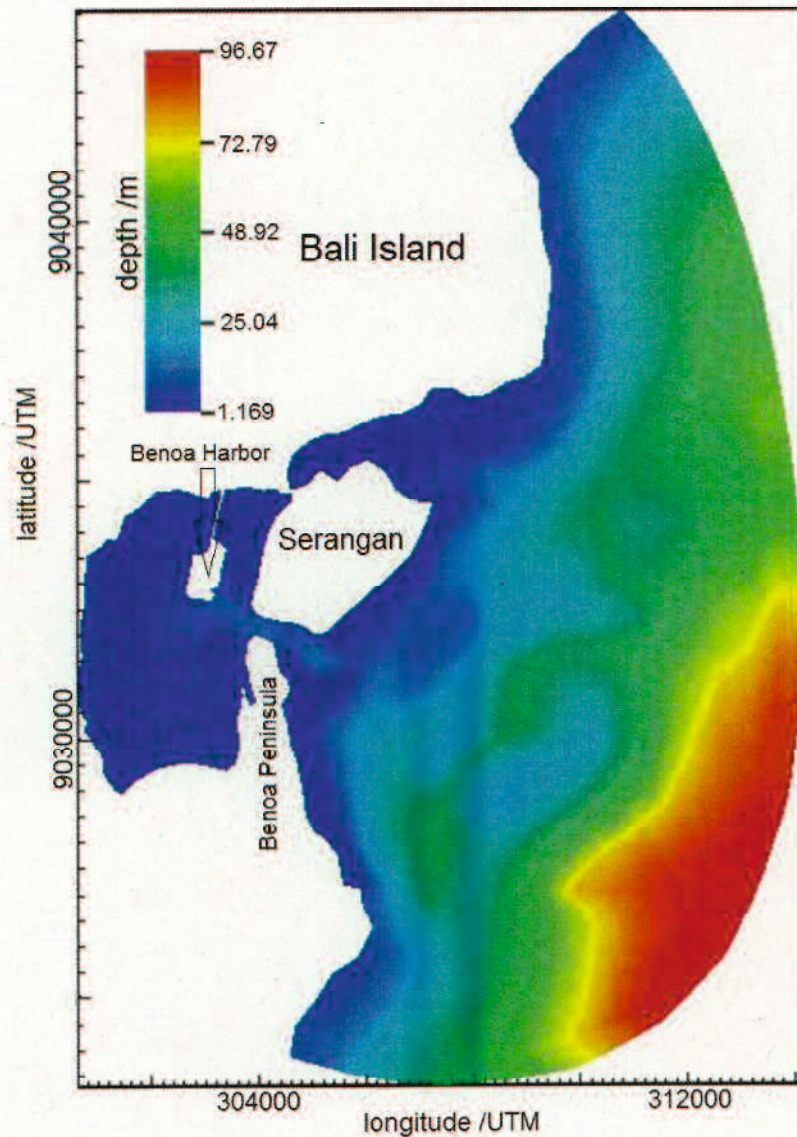 96.67
72.79
48.92
25.04
1.169
depth /m
Bali Island
9040000
latitude /UTM
Benoa Harbor
Serangan
9030000
Benoa Peninsula
304000
312000
longitude /UTM